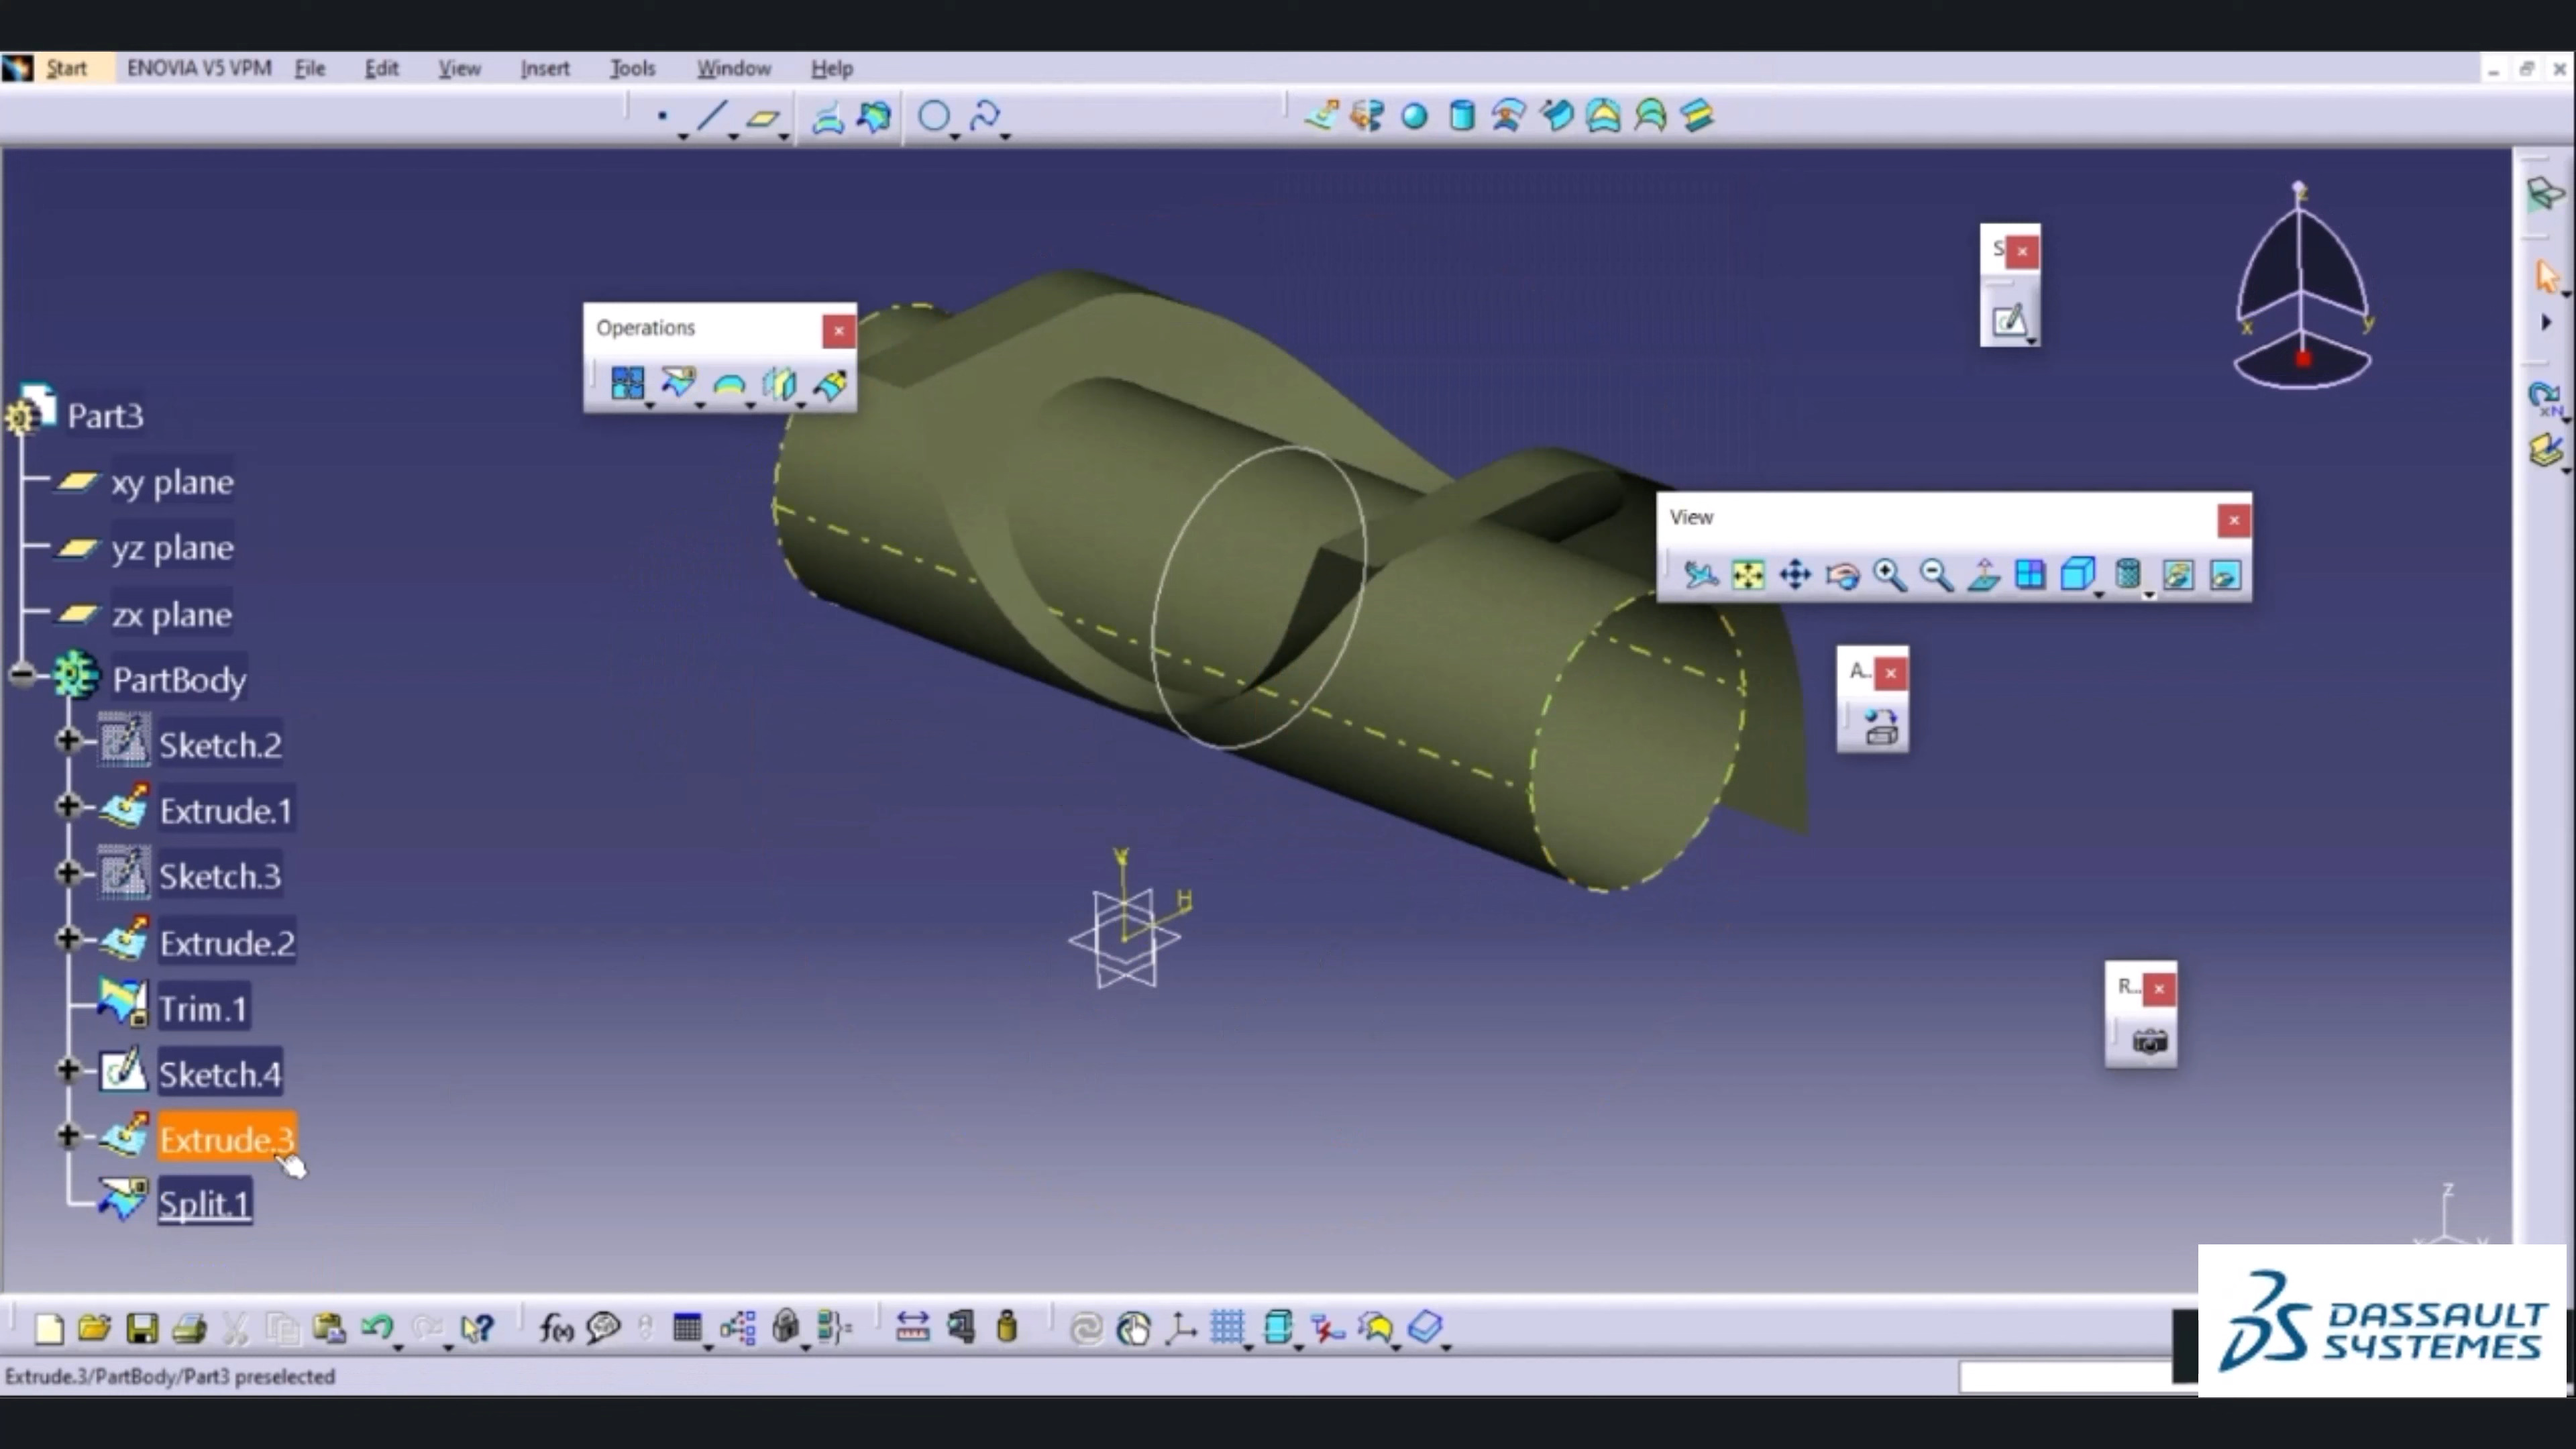 Start ENOVIA V5 VPM File Edit View Insert Tools Window Help
z
x y
S
Operations
View
A..
R...
xN
Part3
xy plane
yz plane
zx plane
PartBody
Sketch.2
Extrude.1
Sketch.3
Extrude.2
Trim.1
Sketch.4
Extrude.3
Split.1
V
H
z
f(x)
Extrude.3/PartBody/Part3 preselected
DASSAULT
SYSTEMES